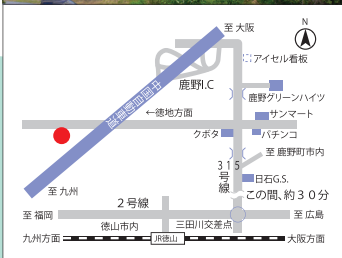 至 大阪
N
アイセル看板
鹿野I.C
中国自動車道
鹿野グリーンハイツ
サンマート
←徳地方面
クボタ
パチンコ
至 鹿野町市内
315号線
日石G.S.
至 九州
この間、約30分
2号線
至 福岡
至 広島
徳山市内
三田川交差点
九州方面
JR徳山
大阪方面